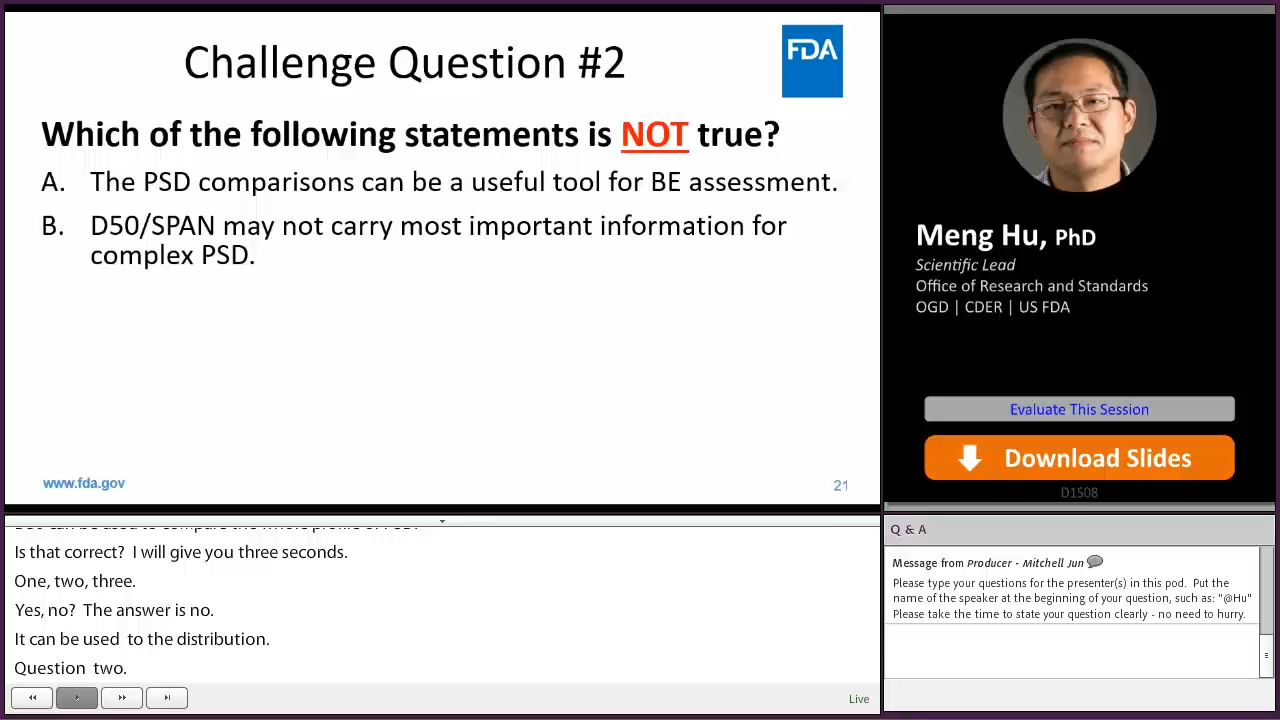 Challenge Question #2
FDA
Which of the following statements is NOT true?
A. The PSD comparisons can be a useful tool for BE assessment.
B. D50/SPAN may not carry most important information for
complex PSD.
www.fda.gov
21
Meng Hu, PhD
Scientific Lead
Office of Research and Standards
OGD | CDER | US FDA
Evaluate This Session
Download Slides
D1S08
Is that correct? I will give you three seconds.
One, two, three.
Yes, no? The answer is no.
It can be used to the distribution.
Question two.
Live
Q & A
Message from Producer - Mitchell Jun
Please type your questions for the presenter(s) in this pod. Put the
name of the speaker at the beginning of your question, such as: "@Hu"
Please take the time to state your question clearly - no need to hurry.